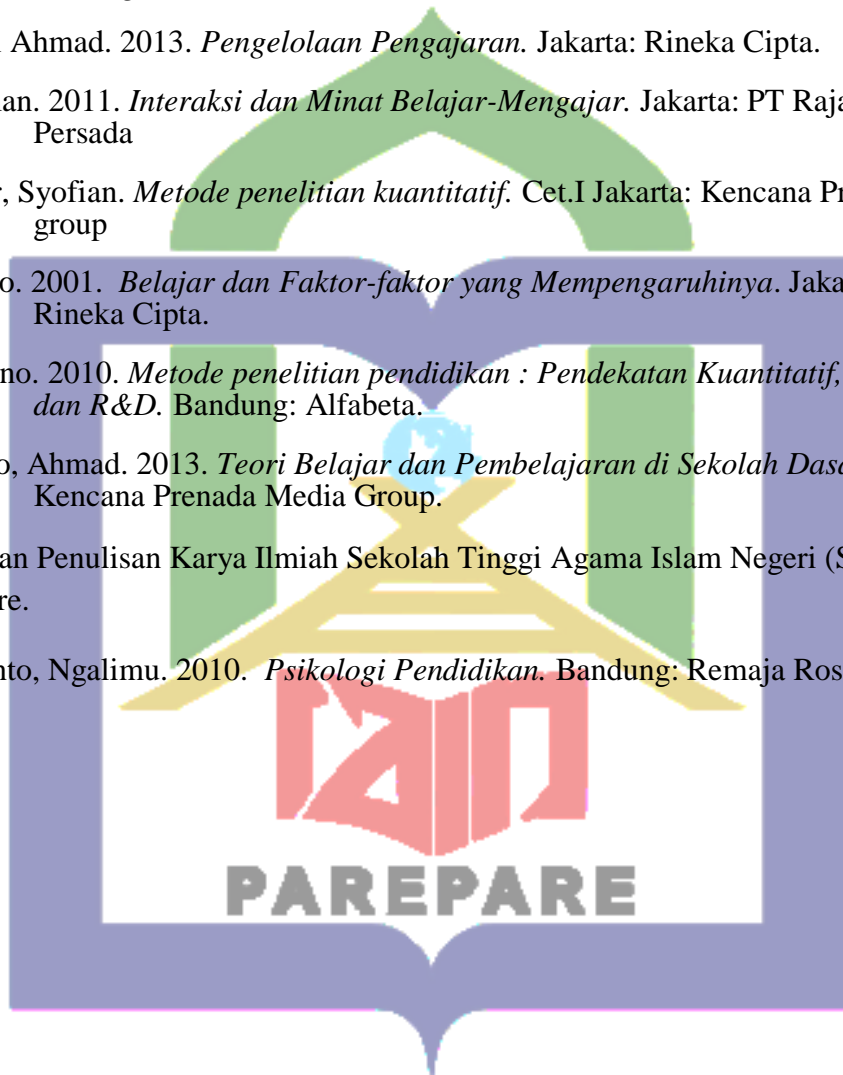 Ahmad. 2013. Pengelolaan Pengajaran. Jakarta: Rineka Cipta.
an. 2011. Interaksi dan Minat Belajar-Mengajar. Jakarta: PT Raja
Persada
, Syofian. Metode penelitian kuantitatif. Cet.I Jakarta: Kencana Pr
group
o. 2001. Belajar dan Faktor-faktor yang Mempengaruhinya. Jaka
Rineka Cipta.
no. 2010. Metode penelitian pendidikan : Pendekatan Kuantitatif,
dan R&D. Bandung: Alfabeta.
o, Ahmad. 2013. Teori Belajar dan Pembelajaran di Sekolah Dasa
Kencana Prenada Media Group.
an Penulisan Karya Ilmiah Sekolah Tinggi Agama Islam Negeri (S
re.
nto, Ngalimu. 2010. Psikologi Pendidikan. Bandung: Remaja Ros
iain
PAREPARE